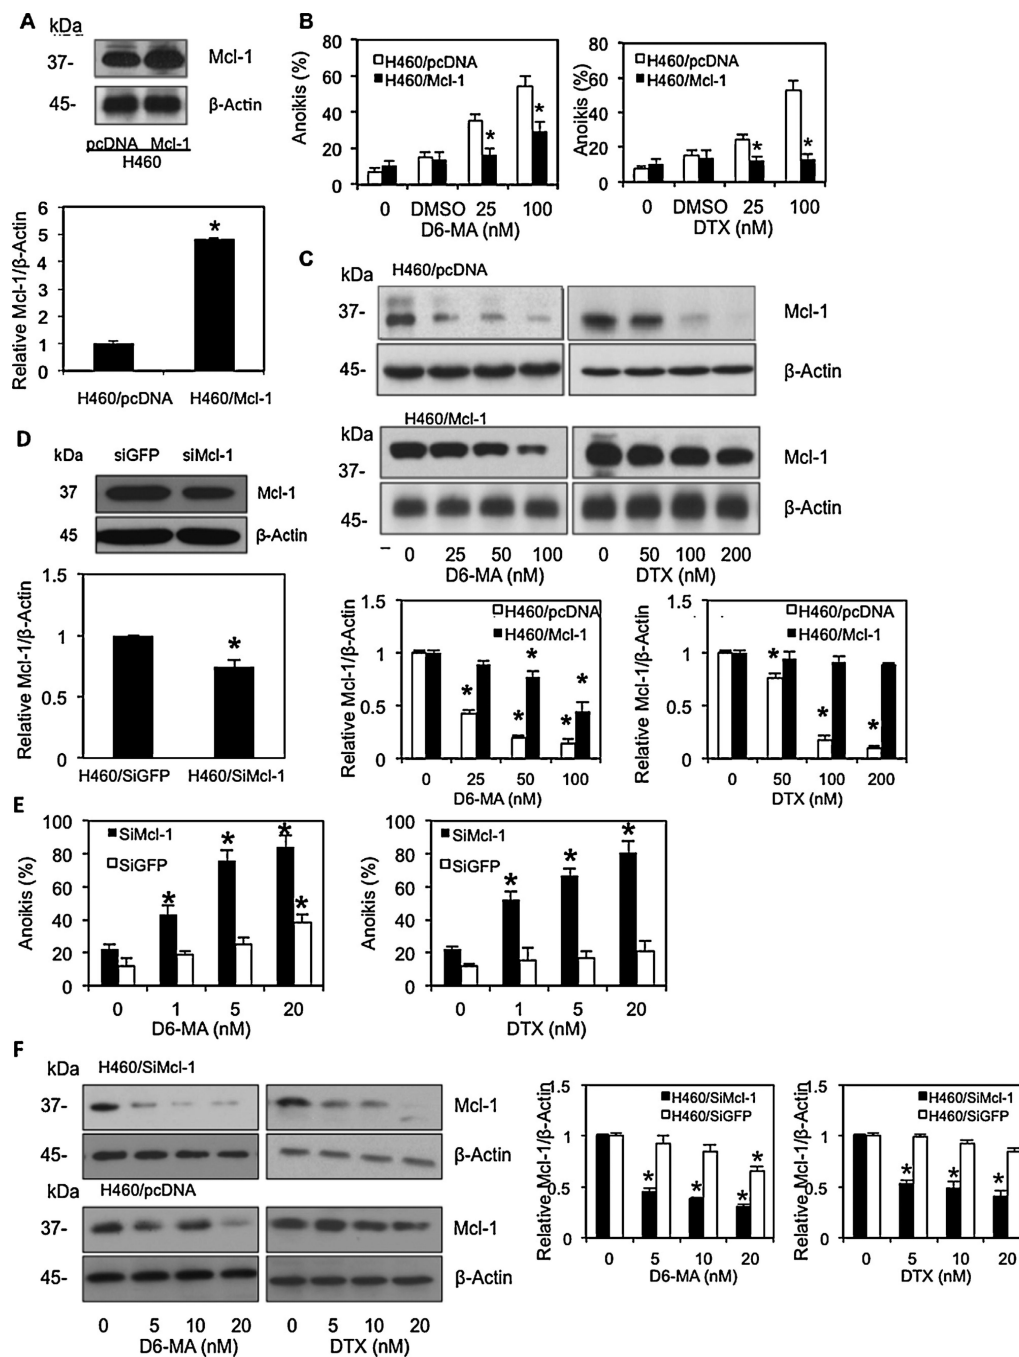 A
kDa
37-
Mcl-1
45-
β-Actin
pcDNA Mcl-1
H460
Relative Mcl-1/β-Actin
6
5
4
3
2
1
0
*
H460/pcDNA H460/Mcl-1
B
Anoikis (%)
80
60
40
20
0
H460/pcDNA
H460/Mcl-1
*
*
0 DMSO 25 100
D6-MA (nM)
Anoikis (%)
80
60
40
20
0
H460/pcDNA
H460/Mcl-1
*
*
0 DMSO 25 100
DTX (nM)
C
kDa
H460/pcDNA
37-
Mcl-1
45-
β-Actin
H460/Mcl-1
kDa
37-
Mcl-1
45-
β-Actin
0 25 50 100 0 50 100 200
D6-MA (nM) DTX (nM)
Relative Mcl-1/β-Actin
1.5
1
0.5
0
H460/pcDNA
H460/Mcl-1
* * * * *
0 25 50 100
D6-MA (nM)
Relative Mcl-1/β-Actin
1.5
1
0.5
0
H460/pcDNA
H460/Mcl-1
* * *
0 50 100 200
DTX (nM)
D
kDa siGFP siMcl-1
37 Mcl-1
45 β-Actin
Relative Mcl-1/β-Actin
1.5
1
0.5
0
*
H460/SiGFP H460/SiMcl-1
E
Anoikis (%)
100
80
60
40
20
0
SiMcl-1
SiGFP
* * * *
0 1 5 20
D6-MA (nM)
Anoikis (%)
100
80
60
40
20
0
SiMcl-1
SiGFP
* * *
0 1 5 20
DTX (nM)
F
kDa H460/SiMcl-1
37- Mcl-1
45- β-Actin
kDa H460/pcDNA
37- Mcl-1
45- β-Actin
0 5 10 20 0 5 10 20
D6-MA (nM) DTX (nM)
Relative Mcl-1/β-Actin
1.5
1
0.5
0
H460/SiMcl-1
H460/SiGFP
* * * *
0 5 10 20
D6-MA (nM)
Relative Mcl-1/β-Actin
1.5
1
0.5
0
H460/SiMcl-1
H460/SiGFP
* * *
0 5 10 20
DTX (nM)